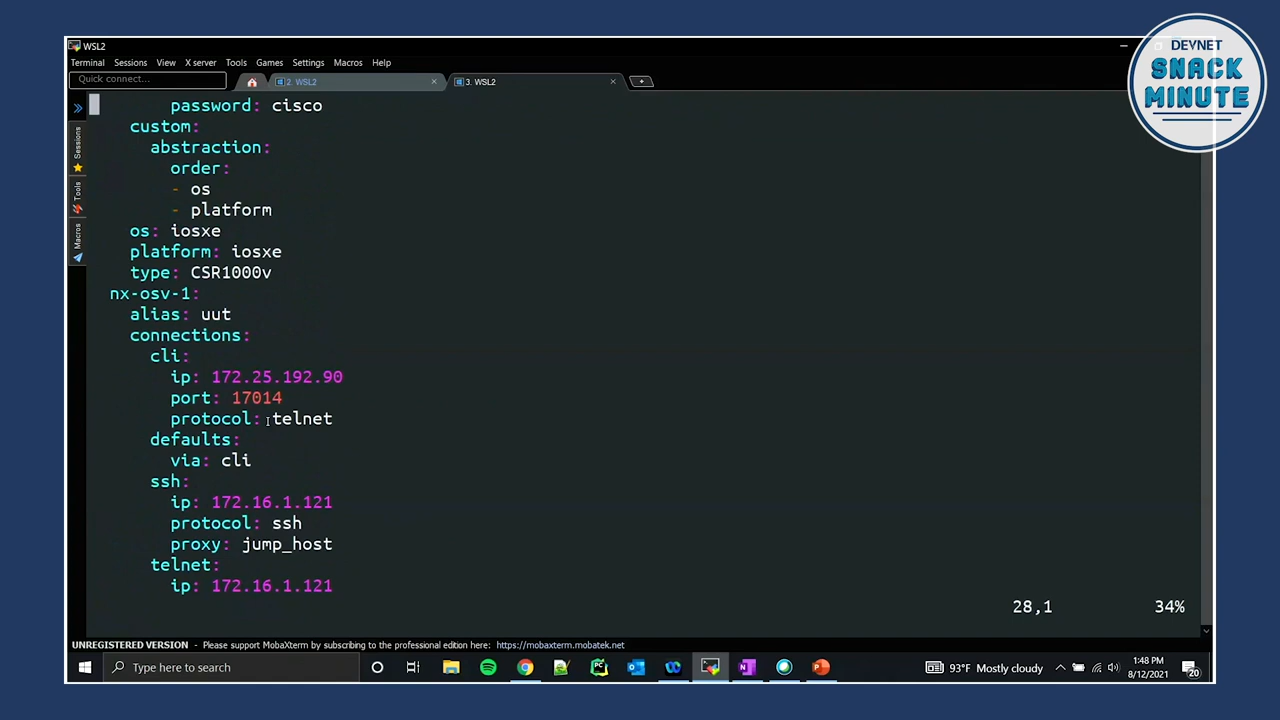 DEVNET
SNACK
MINUTE
WSL2
Terminal Sessions View X server Tools Games Settings Macros Help
Quick connect... 2. WSL2 3. WSL2
Sessions
Tools
Macros
password: cisco
custom:
abstraction:
order:
- os
- platform
os: iosxe
platform: iosxe
type: CSR1000v
nx-osv-1:
alias: uut
connections:
cli:
ip: 172.25.192.90
port: 17014
protocol: telnet
defaults:
via: cli
ssh:
ip: 172.16.1.121
protocol: ssh
proxy: jump_host
telnet:
ip: 172.16.1.121
28,1 34%
UNREGISTERED VERSION - Please support MobaXterm by subscribing to the professional edition here: https://mobaxterm.mobatek.net
Type here to search
93°F Mostly cloudy
1:48 PM
8/12/2021
20